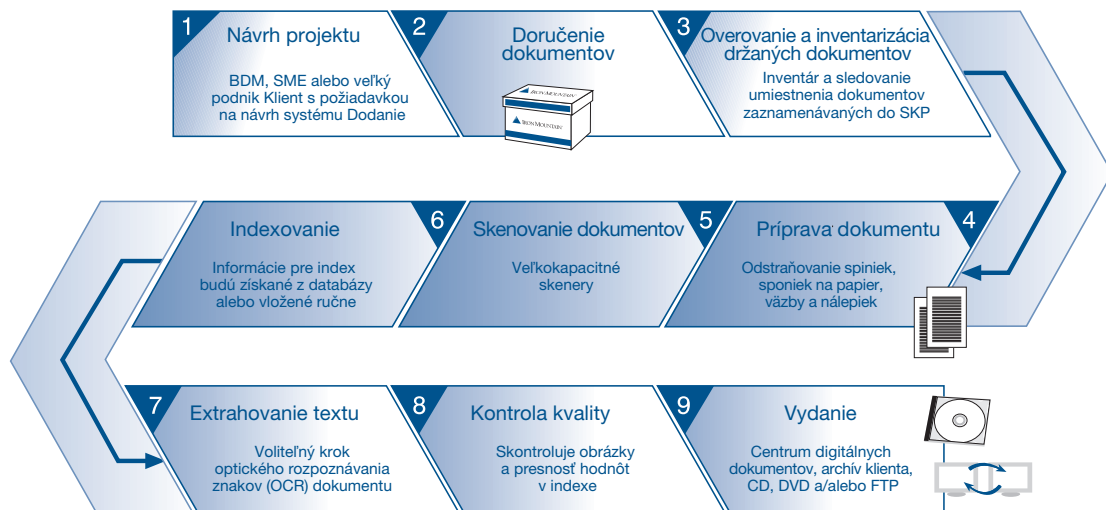 1
Návrh projektu
BDM, SME alebo veľký
podnik Klient s požiadavkou
na návrh systému Dodanie
2
Doručenie
dokumentov
IRON MOUNTAIN
IRON MOUNTAIN
3
Overovanie a inventarizácia
držaných dokumentov
Inventár a sledovanie
umiestnenia dokumentov
zaznamenávaných do SKP
4
Príprava dokumentu
Odstraňovanie spiniek,
sponiek na papier,
väzby a nálepiek
5
Skenovanie dokumentov
Veľkokapacitné
skenery
6
Indexovanie
Informácie pre index
budú získané z databázy
alebo vložené ručne
7
Extrahovanie textu
Voliteľný krok
optického rozpoznávania
znakov (OCR) dokumentu
8
Kontrola kvality
Skontroluje obrázky
a presnosť hodnôt
v indexe
9
Vydanie
Centrum digitálnych
dokumentov, archív klienta,
CD, DVD a/alebo FTP